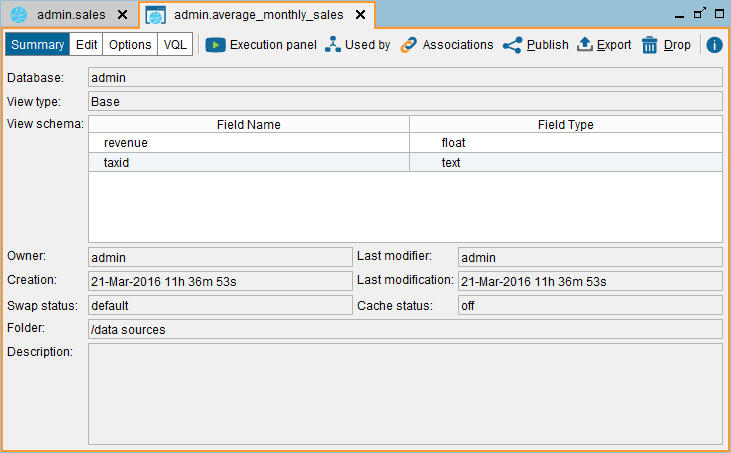 admin.sales admin.average_monthly_sales
Summary Edit Options VQL Execution panel Used by Associations Publish Export Drop
Database: admin
View type: Base
View schema: Field Name Field Type
revenue float
taxid text
Owner: admin Last modifier: admin
Creation: 21-Mar-2016 11h 36m 53s Last modification: 21-Mar-2016 11h 36m 53s
Swap status: default Cache status: off
Folder: /data sources
Description: